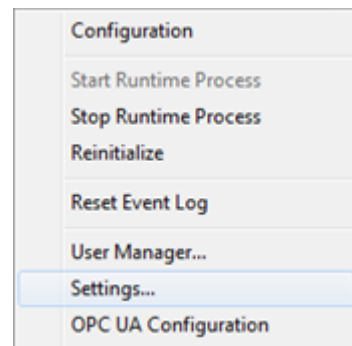 Configuration
Start Runtime Process
Stop Runtime Process
Reinitialize
Reset Event Log
User Manager...
Settings...
OPC UA Configuration